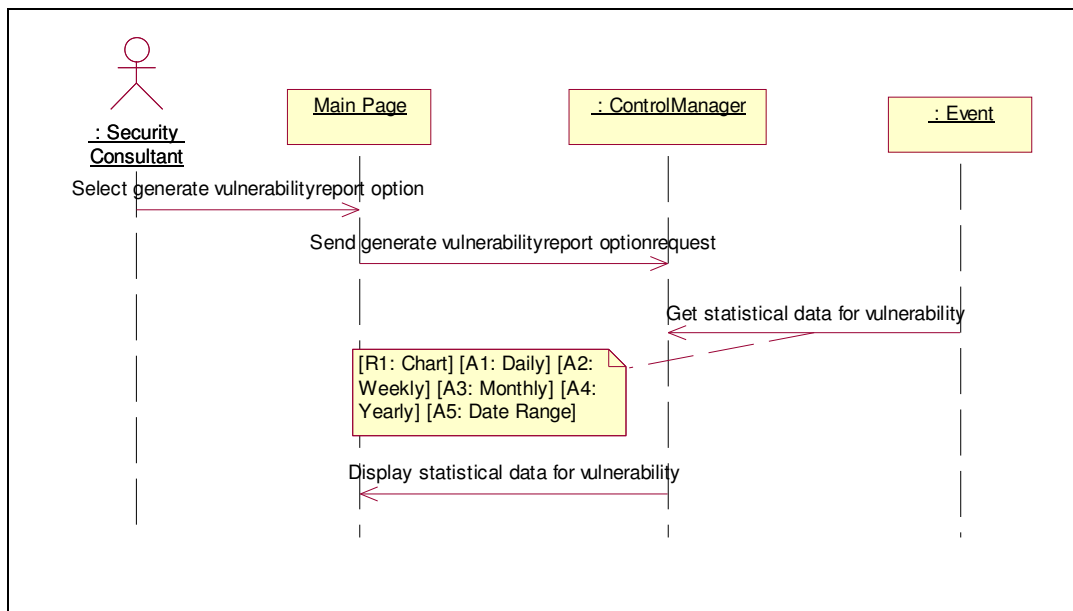 : Security
Consultant
Main Page
: ControlManager
: Event
Select generate vulnerabilityreport option
Send generate vulnerabilityreport optionrequest
Get statistical data for vulnerability
[R1: Chart] [A1: Daily] [A2:
Weekly] [A3: Monthly] [A4:
Yearly] [A5: Date Range]
Display statistical data for vulnerability